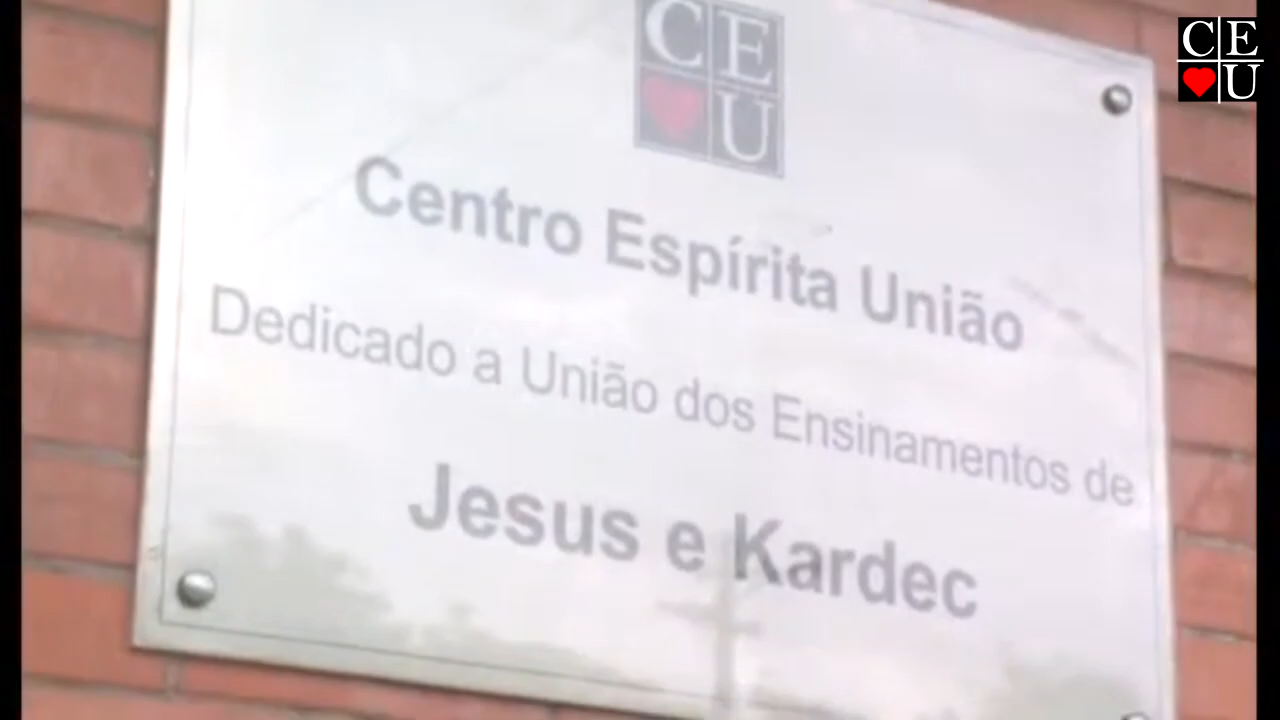 CE
U
CE
U
Centro Espírita União
Dedicado a União dos Ensinamentos de
Jesus e Kardec